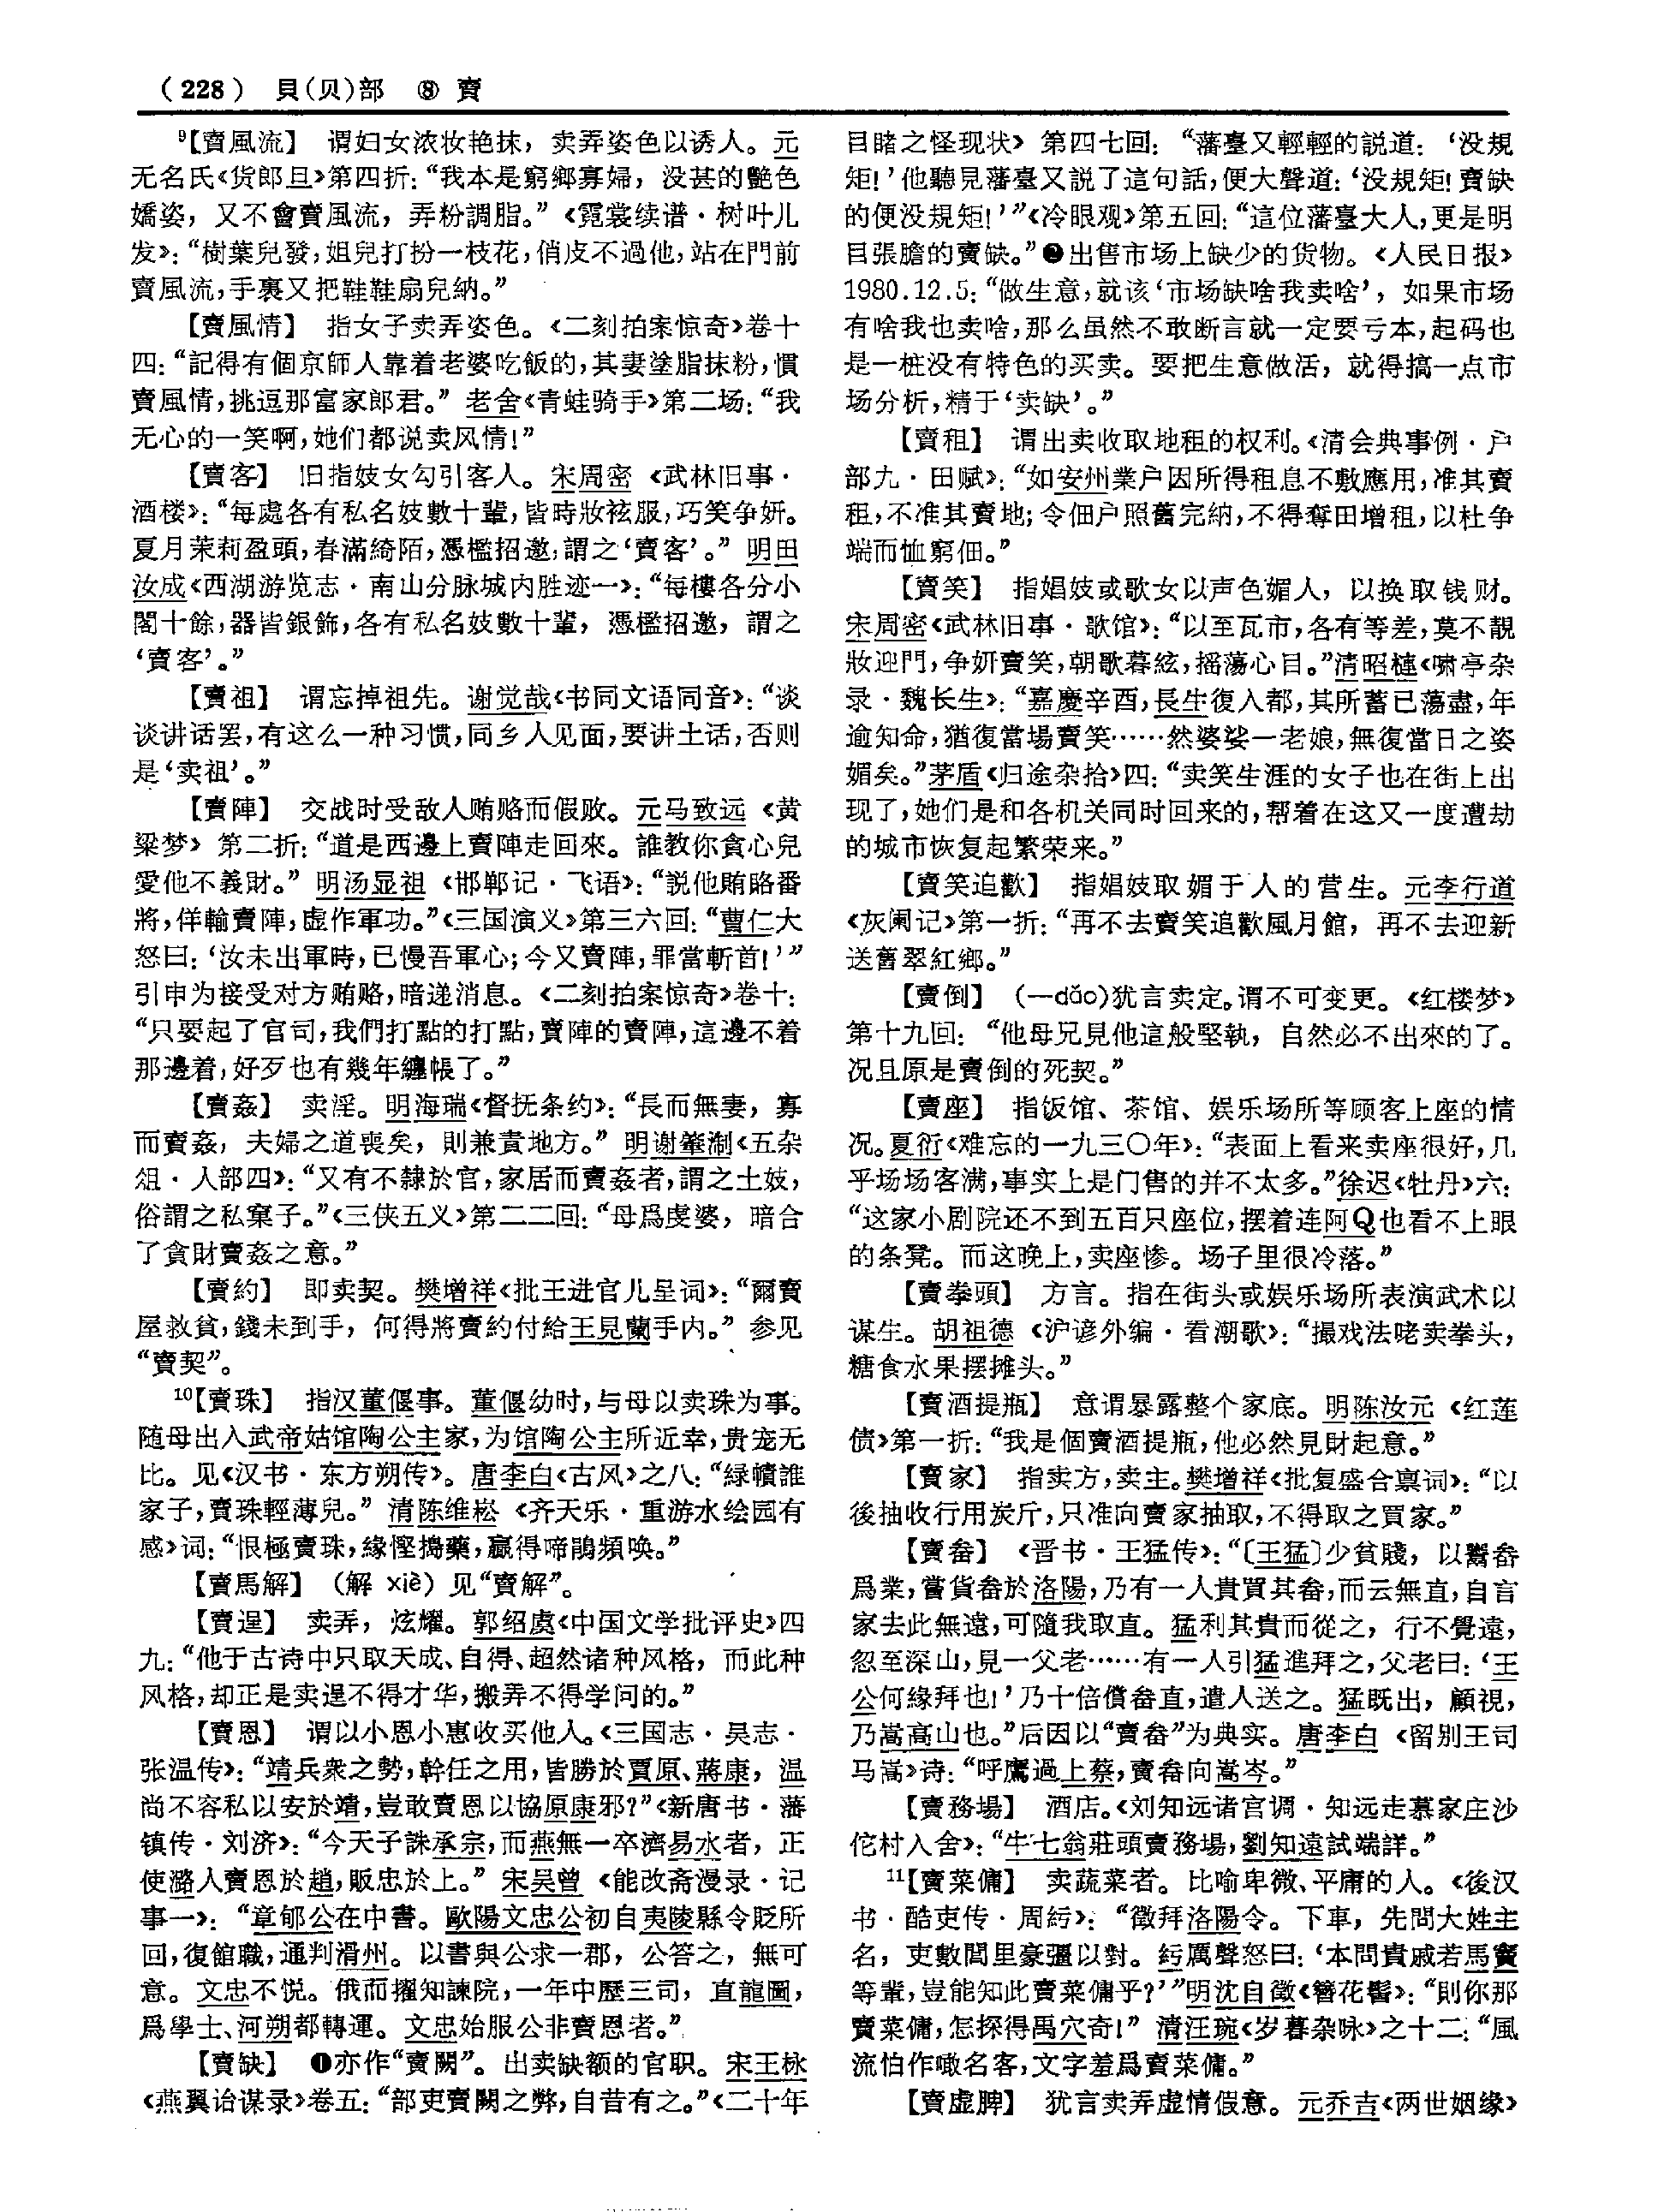 （228） 貝(贝)部 ⑧ 賣
⁹【賣風流】 谓妇女浓妆艳抹，卖弄姿色以诱人。元
无名氏《货郎旦》第四折：“我本是窮鄉寡婦，没甚的艷色
嬌姿，又不會賣風流，弄粉調脂。”《霓裳续谱·树叶儿
发》：“樹葉兒發，姐兒打扮一枝花，俏皮不過他，站在門前
賣風流，手裏又把鞋鞋扇兒納。”
【賣風情】 指女子卖弄姿色。《二刻拍案惊奇》卷十
四：“記得有個京師人靠着老婆吃飯的，其妻塗脂抹粉，慣
賣風情，挑逗那富家郎君。” 老舍《青蛙骑手》第二场：“我
无心的一笑啊，她们都说卖风情！”
【賣客】 旧指妓女勾引客人。宋周密《武林旧事·
酒楼》：“每處各有私名妓數十輩，皆時妝袨服，巧笑争妍。
夏月茉莉盈頭，春滿綺陌，憑檻招邀，謂之‘賣客’。” 明田
汝成《西湖游览志·南山分脉城内胜迹一》：“每樓各分小
閣十餘，器皆銀飾，各有私名妓數十輩，憑檻招邀，謂之
‘賣客’。”
【賣祖】 谓忘掉祖先。谢觉哉《书同文语同音》：“谈
谈讲话罢，有这么一种习惯，同乡人见面，要讲土话，否则
是‘卖祖’。”
【賣陣】 交战时受敌人贿赂而假败。元马致远《黄
粱梦》第二折：“道是西邊上賣陣走回來。誰教你貪心兒
愛他不義財。” 明汤显祖《邯郸记·飞语》：“説他賄賂番
將，佯輸賣陣，虚作軍功。”《三国演义》第三六回：“曹仁大
怒曰：‘汝未出軍時，已慢吾軍心；今又賣陣，罪當斬首！’”
引申为接受对方贿赂，暗递消息。《二刻拍案惊奇》卷十：
“只要起了官司，我們打點的打點，賣陣的賣陣，這邊不着
那邊着，好歹也有幾年纏帳了。”
【賣姦】 卖淫。明海瑞《督抚条约》：“長而無妻，寡
而賣姦，夫婦之道喪矣，則兼責地方。” 明谢肇淛《五杂
俎·人部四》：“又有不隸於官，家居而賣姦者，謂之土妓，
俗謂之私窠子。”《三侠五义》第二二回：“母爲虔婆，暗合
了貪財賣姦之意。”
【賣約】 即卖契。樊增祥《批王进官儿呈词》：“爾賣
屋救貧，錢未到手，何得將賣約付給王見蘭手内。” 参见
“賣契”。
¹⁰【賣珠】 指汉董偃事。董偃幼时，与母以卖珠为事。
随母出入武帝姑馆陶公主家，为馆陶公主所近幸，贵宠无
比。见《汉书·东方朔传》。唐李白《古风》之八：“緑幘誰
家子，賣珠輕薄兒。” 清陈维崧《齐天乐·重游水绘园有
感》词：“恨極賣珠，緣慳搗藥，贏得啼鵑頻唤。”
【賣馬解】（解 xiè）见“賣解”。
【賣逞】 卖弄，炫耀。郭绍虞《中国文学批评史》四
九：“他于古诗中只取天成、自得、超然诸种风格，而此种
风格，却正是卖逞不得才华，搬弄不得学问的。”
【賣恩】 谓以小恩小惠收买他人。《三国志·吴志·
张温传》：“靖兵衆之勢，幹任之用，皆勝於賈原、蔣康，温
尚不容私以安於靖，豈敢賣恩以協原康邪？”《新唐书·藩
镇传·刘济》：“今天子誅承宗，而燕無一卒濟易水者，正
使潞人賣恩於趙，販忠於上。” 宋吴曾《能改斋漫录·记
事一》：“章郇公在中書。歐陽文忠公初自夷陵縣令貶所
回，復館職，通判滑州。以書與公求一郡，公答之，無可
意。文忠不悦。俄而擢知諫院，一年中歷三司，直龍圖，
爲學士、河朔都轉運。文忠始服公非賣恩者。”
【賣缺】 ❶亦作“賣闕”。出卖缺额的官职。宋王栐
《燕翼诒谋录》卷五：“部吏賣闕之弊，自昔有之。”《二十年
目睹之怪现状》第四七回：“藩臺又輕輕的説道：‘没規
矩！’他聽見藩臺又説了這句話，便大聲道：‘没規矩！賣缺
的便没規矩！’”《冷眼观》第五回：“這位藩臺大人，更是明
目張膽的賣缺。”❷出售市场上缺少的货物。《人民日报》
1980.12.5：“做生意，就该‘市场缺啥我卖啥’，如果市场
有啥我也卖啥，那么虽然不敢断言就一定要亏本，起码也
是一桩没有特色的买卖。要把生意做活，就得搞一点市
场分析，精于‘卖缺’。”
【賣租】 谓出卖收取地租的权利。《清会典事例·户
部九·田赋》：“如安州業户因所得租息不敷應用，准其賣
租，不准其賣地；令佃户照舊完納，不得奪田增租，以杜争
端而恤窮佃。”
【賣笑】 指娼妓或歌女以声色媚人，以换取钱财。
宋周密《武林旧事·歌馆》：“以至瓦市，各有等差，莫不靚
妝迎門，争妍賣笑，朝歌暮絃，摇蕩心目。”清昭槤《啸亭杂
录·魏长生》：“嘉慶辛酉，長生復入都，其所蓄已蕩盡，年
逾知命，猶復當場賣笑……然婆娑一老娘，無復當日之姿
媚矣。”茅盾《归途杂拾》四：“卖笑生涯的女子也在街上出
现了，她们是和各机关同时回来的，帮着在这又一度遭劫
的城市恢复起繁荣来。”
【賣笑追歡】 指娼妓取媚于人的营生。元李行道
《灰阑记》第一折：“再不去賣笑追歡風月館，再不去迎新
送舊翠紅鄉。”
【賣倒】（—dǎo）犹言卖定。谓不可变更。《红楼梦》
第十九回：“他母兄見他這般堅執，自然必不出來的了。
况且原是賣倒的死契。”
【賣座】 指饭馆、茶馆、娱乐场所等顾客上座的情
况。夏衍《难忘的一九三〇年》：“表面上看来卖座很好，几
乎场场客满，事实上是门售的并不太多。”徐迟《牡丹》六：
“这家小剧院还不到五百只座位，摆着连阿Q也看不上眼
的条凳。而这晚上，卖座惨。场子里很冷落。”
【賣拳頭】 方言。指在街头或娱乐场所表演武术以
谋生。胡祖德《沪谚外编·看潮歌》：“撮戏法咾卖拳头，
糖食水果摆摊头。”
【賣酒提瓶】 意谓暴露整个家底。明陈汝元《红莲
债》第一折：“我是個賣酒提瓶，他必然見財起意。”
【賣家】 指卖方，卖主。樊增祥《批复盛合禀词》：“以
後抽收行用炭斤，只准向賣家抽取，不得取之買家。”
【賣畚】 《晋书·王猛传》：“〔王猛〕少貧賤，以鬻畚
爲業，嘗貨畚於洛陽，乃有一人貴買其畚，而云無直，自言
家去此無遠，可隨我取直。猛利其貴而從之，行不覺遠，
忽至深山，見一父老……有一人引猛進拜之，父老曰：‘王
公何緣拜也！’乃十倍償畚直，遣人送之。猛既出，顧視，
乃嵩高山也。”后因以“賣畚”为典实。唐李白《留别王司
马嵩》诗：“呼鷹過上蔡，賣畚向嵩岑。”
【賣務場】 酒店。《刘知远诸宫调·知远走慕家庄沙
佗村入舍》：“牛七翁莊頭賣務場，劉知遠試端詳。”
¹¹【賣菜傭】 卖蔬菜者。比喻卑微、平庸的人。《後汉
书·酷吏传·周䊸》：“徵拜洛陽令。下車，先問大姓主
名，吏數閭里豪彊以對。䊸厲聲怒曰：‘本問貴戚若馬竇
等輩，豈能知此賣菜傭乎？’”明沈自徵《簪花髻》：“則你那
賣菜傭，怎探得禹穴奇！” 清汪琬《岁暮杂咏》之十二：“風
流怕作噉名客，文字羞爲賣菜傭。”
【賣虚脾】 犹言卖弄虚情假意。元乔吉《两世姻缘》